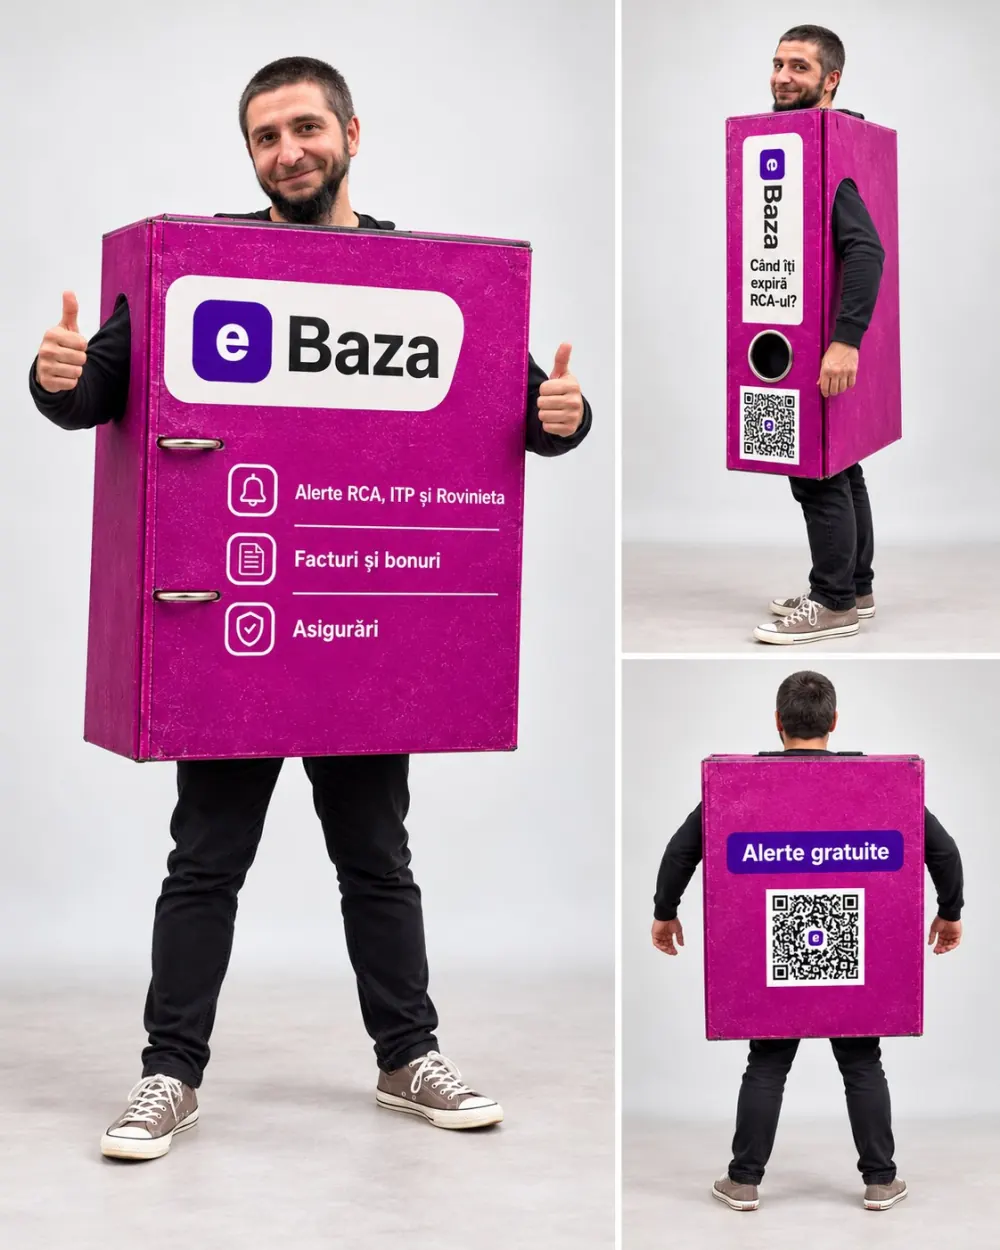 e Baza
Alerte RCA, ITP și Rovinieta
Facturi și bonuri
Asigurări
e Baza
Când îți
expiră
RCA-ul?
e
Alerte gratuite
e